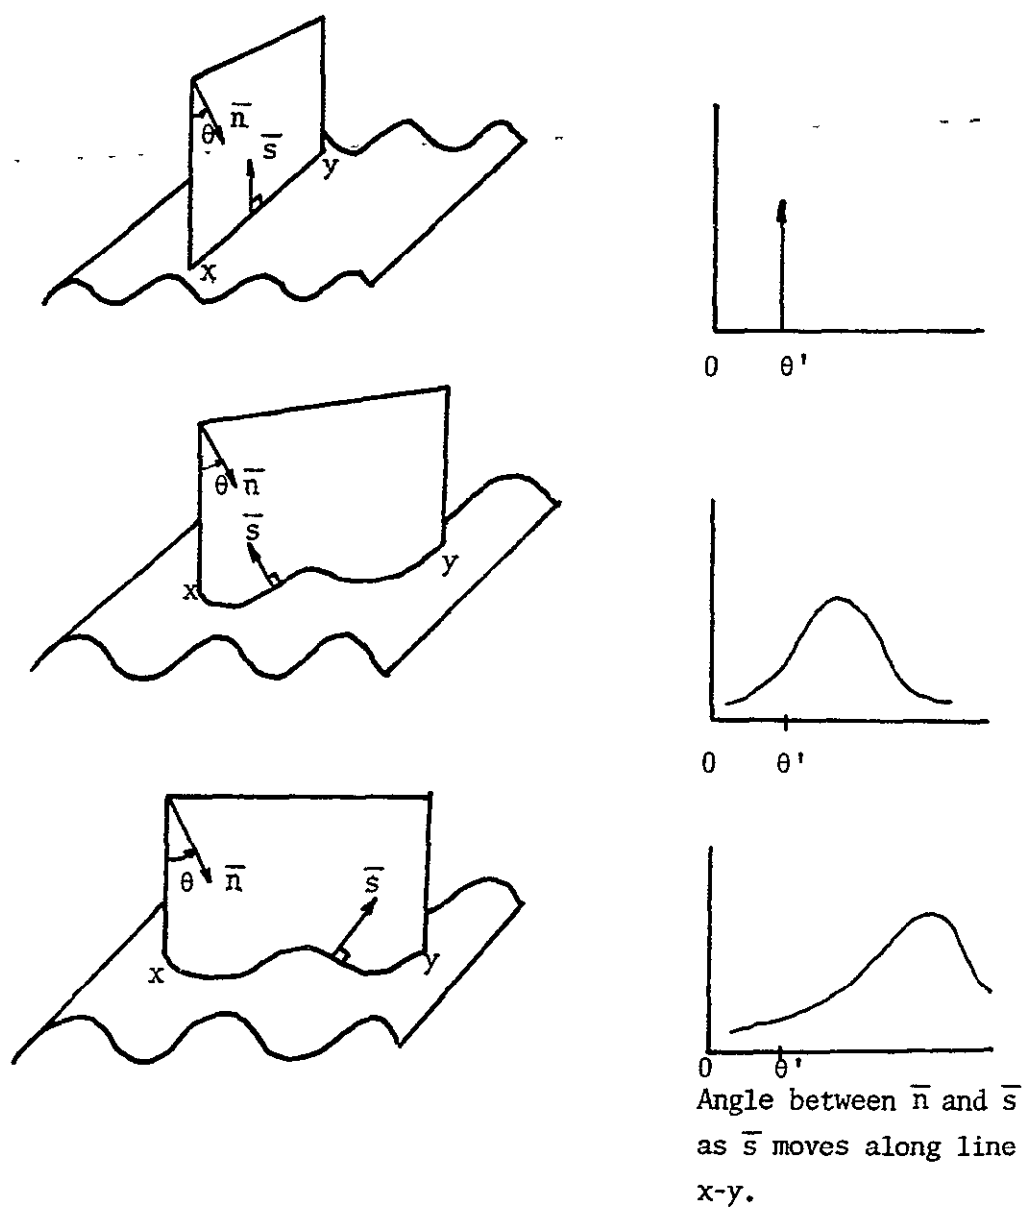 θ
n̅
s̅
y
x
0 θ'
θ n̅
s̅
x
y
0 θ'
θ n̅
s̅
x
y
0 θ'
Angle between n̅ and s̅
as s̅ moves along line
x-y.